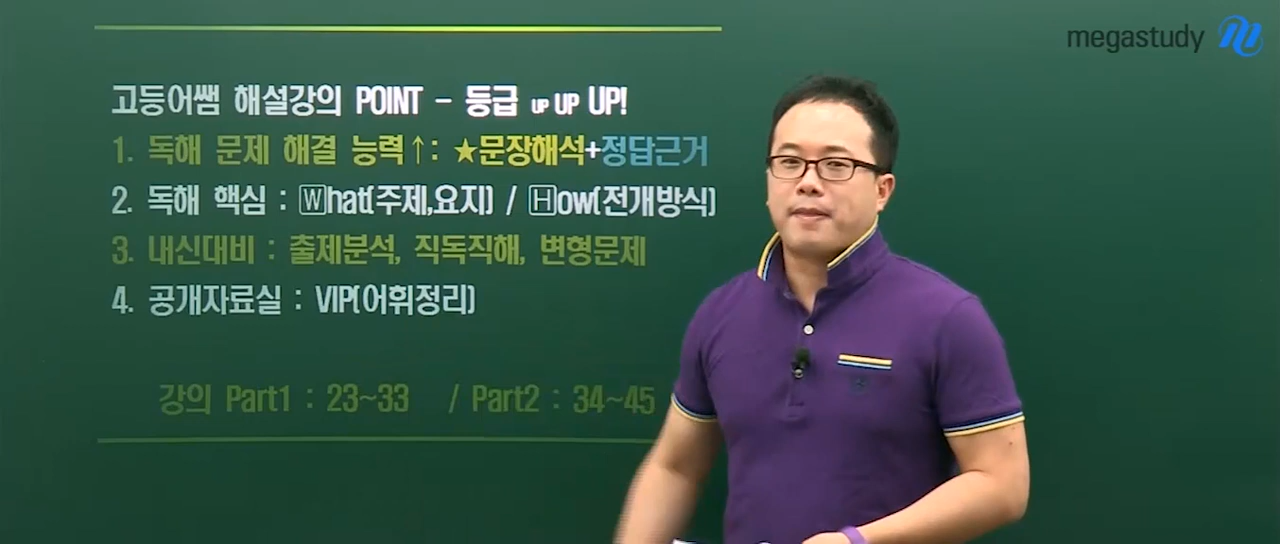 megastudy
고등어쌤 해설강의 POINT - 등급 UP UP UP!
1. 독해 문제 해결 능력↑: ★문장해석+정답근거
2. 독해 핵심 : What(주제,요지) / How(전개방식)
3. 내신대비 : 출제분석, 직독직해, 변형문제
4. 공개자료실 : VIP(어휘정리)
강의 Part1 : 23~33 / Part2 : 34~45